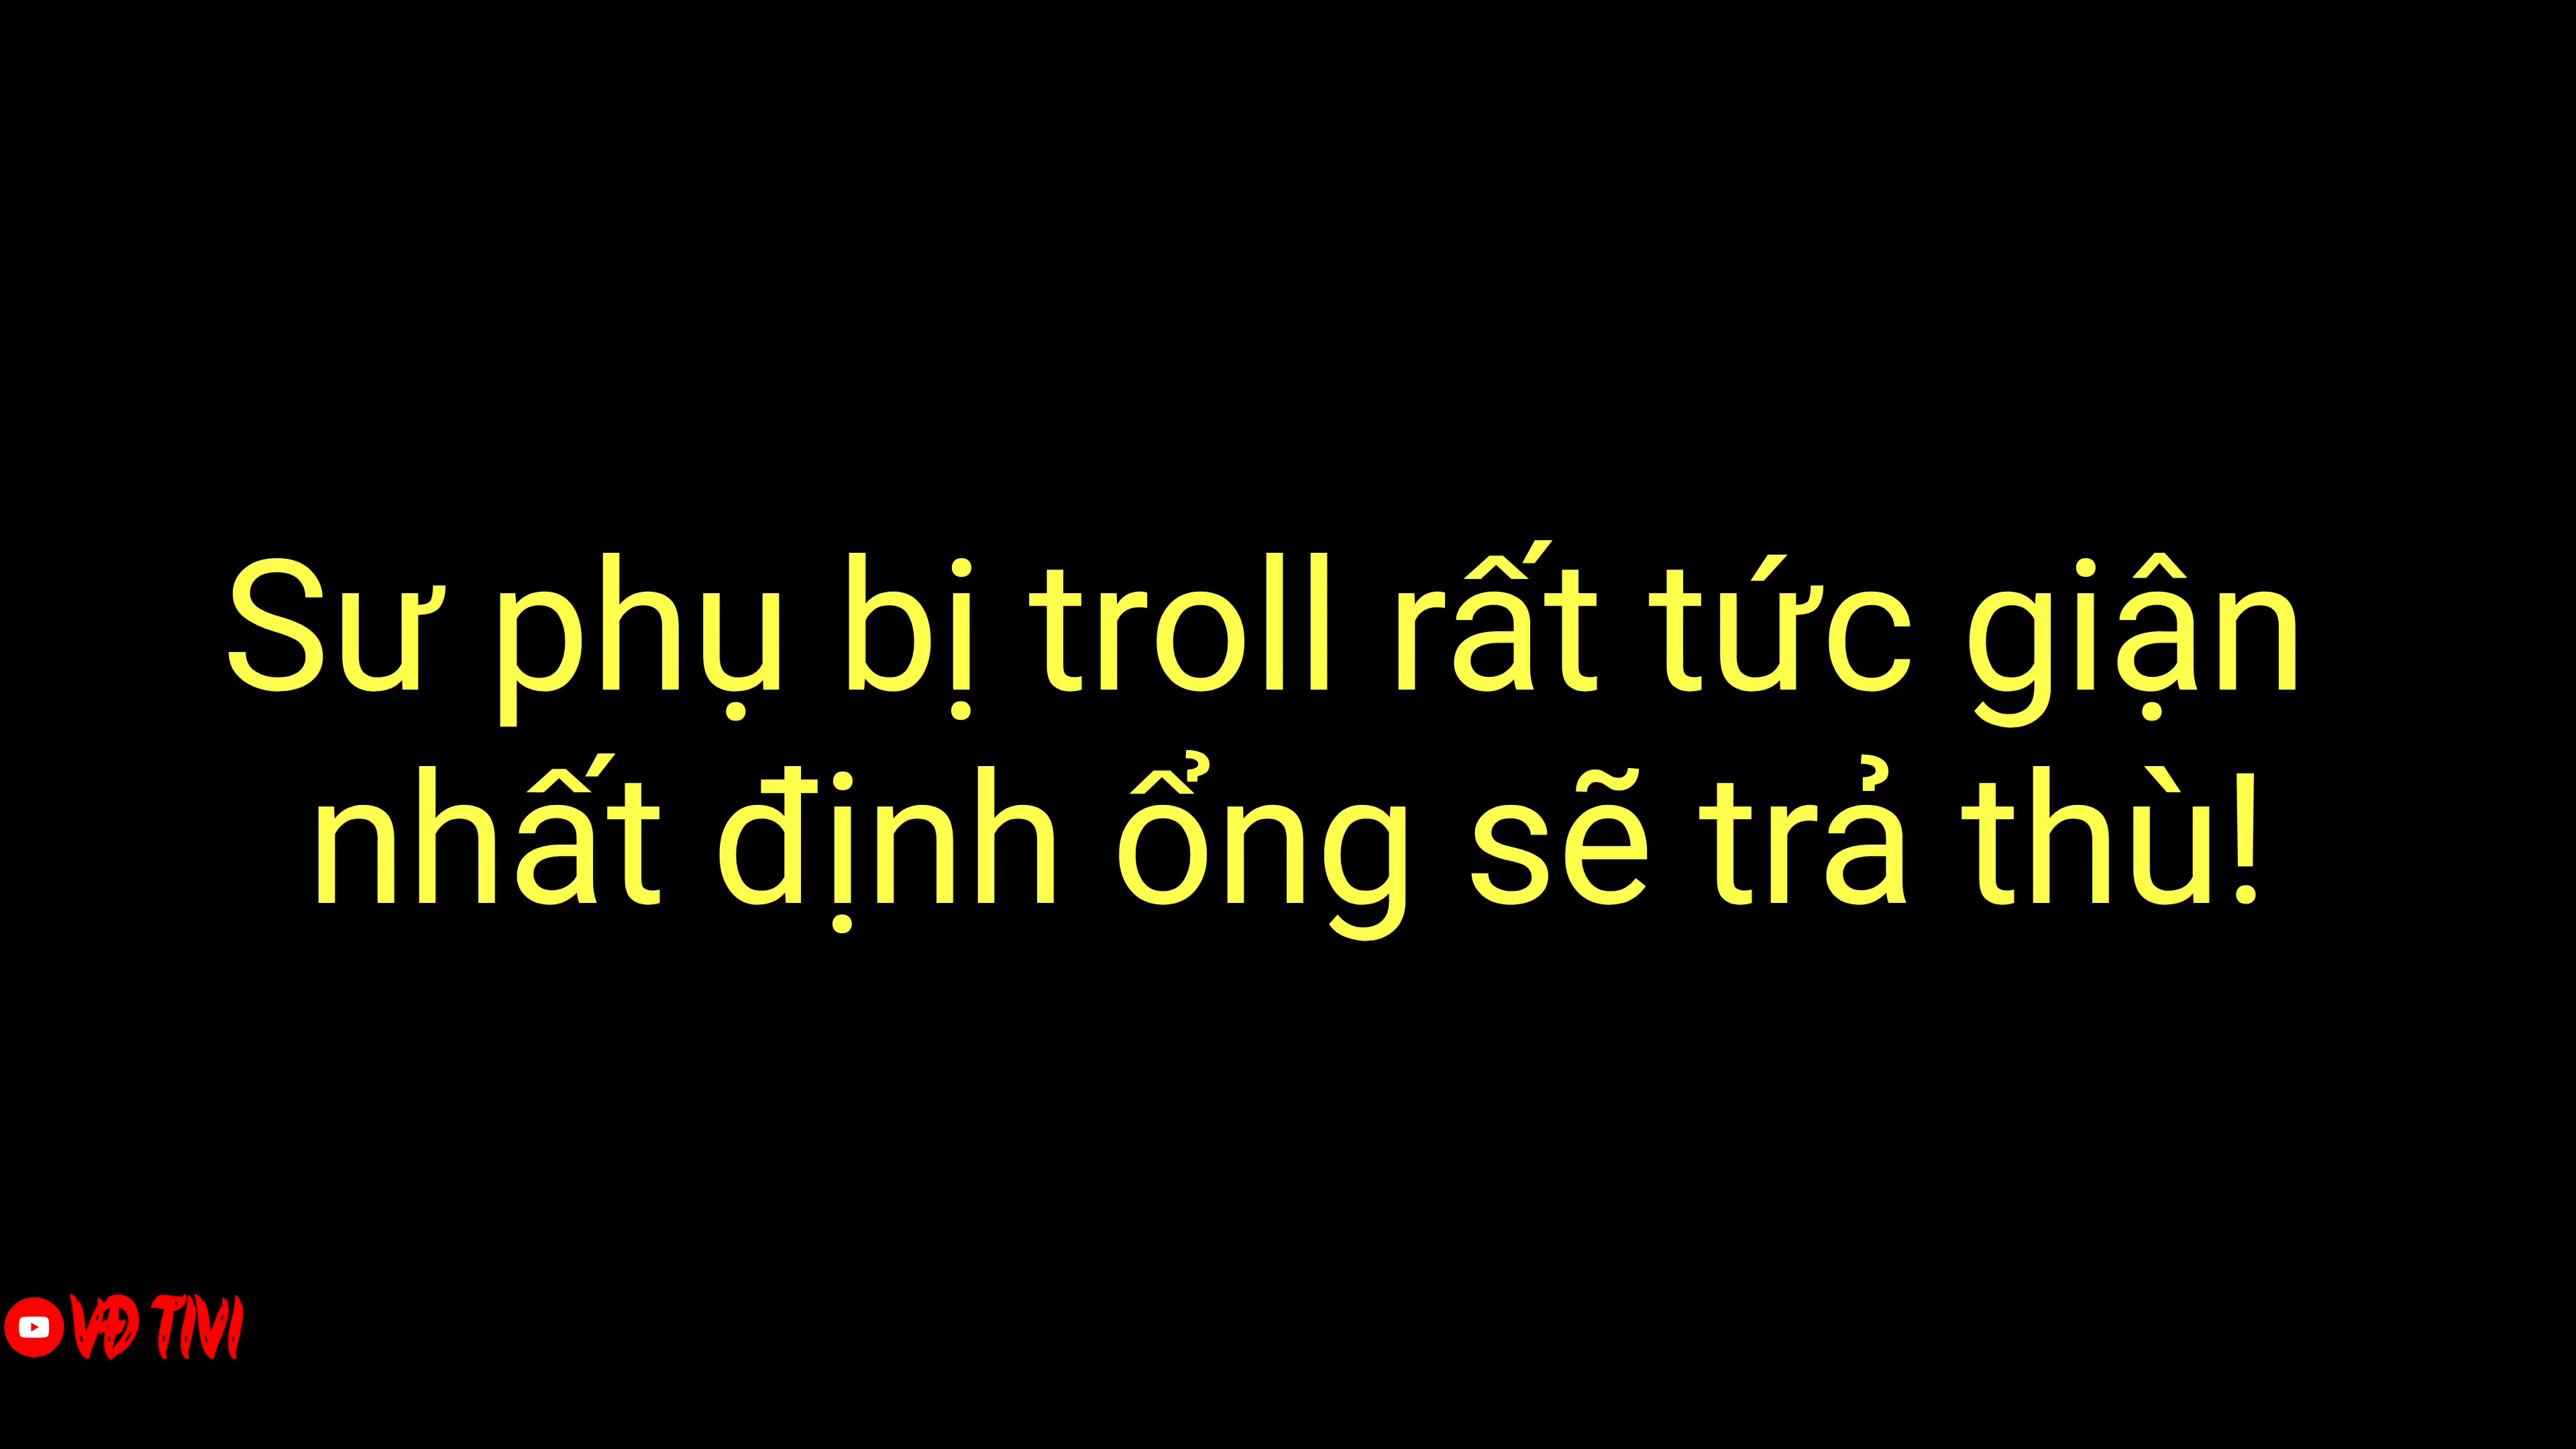 Sư phụ bị troll rất tức giận
nhất định ổng sẽ trả thù!
VĐ TIVI